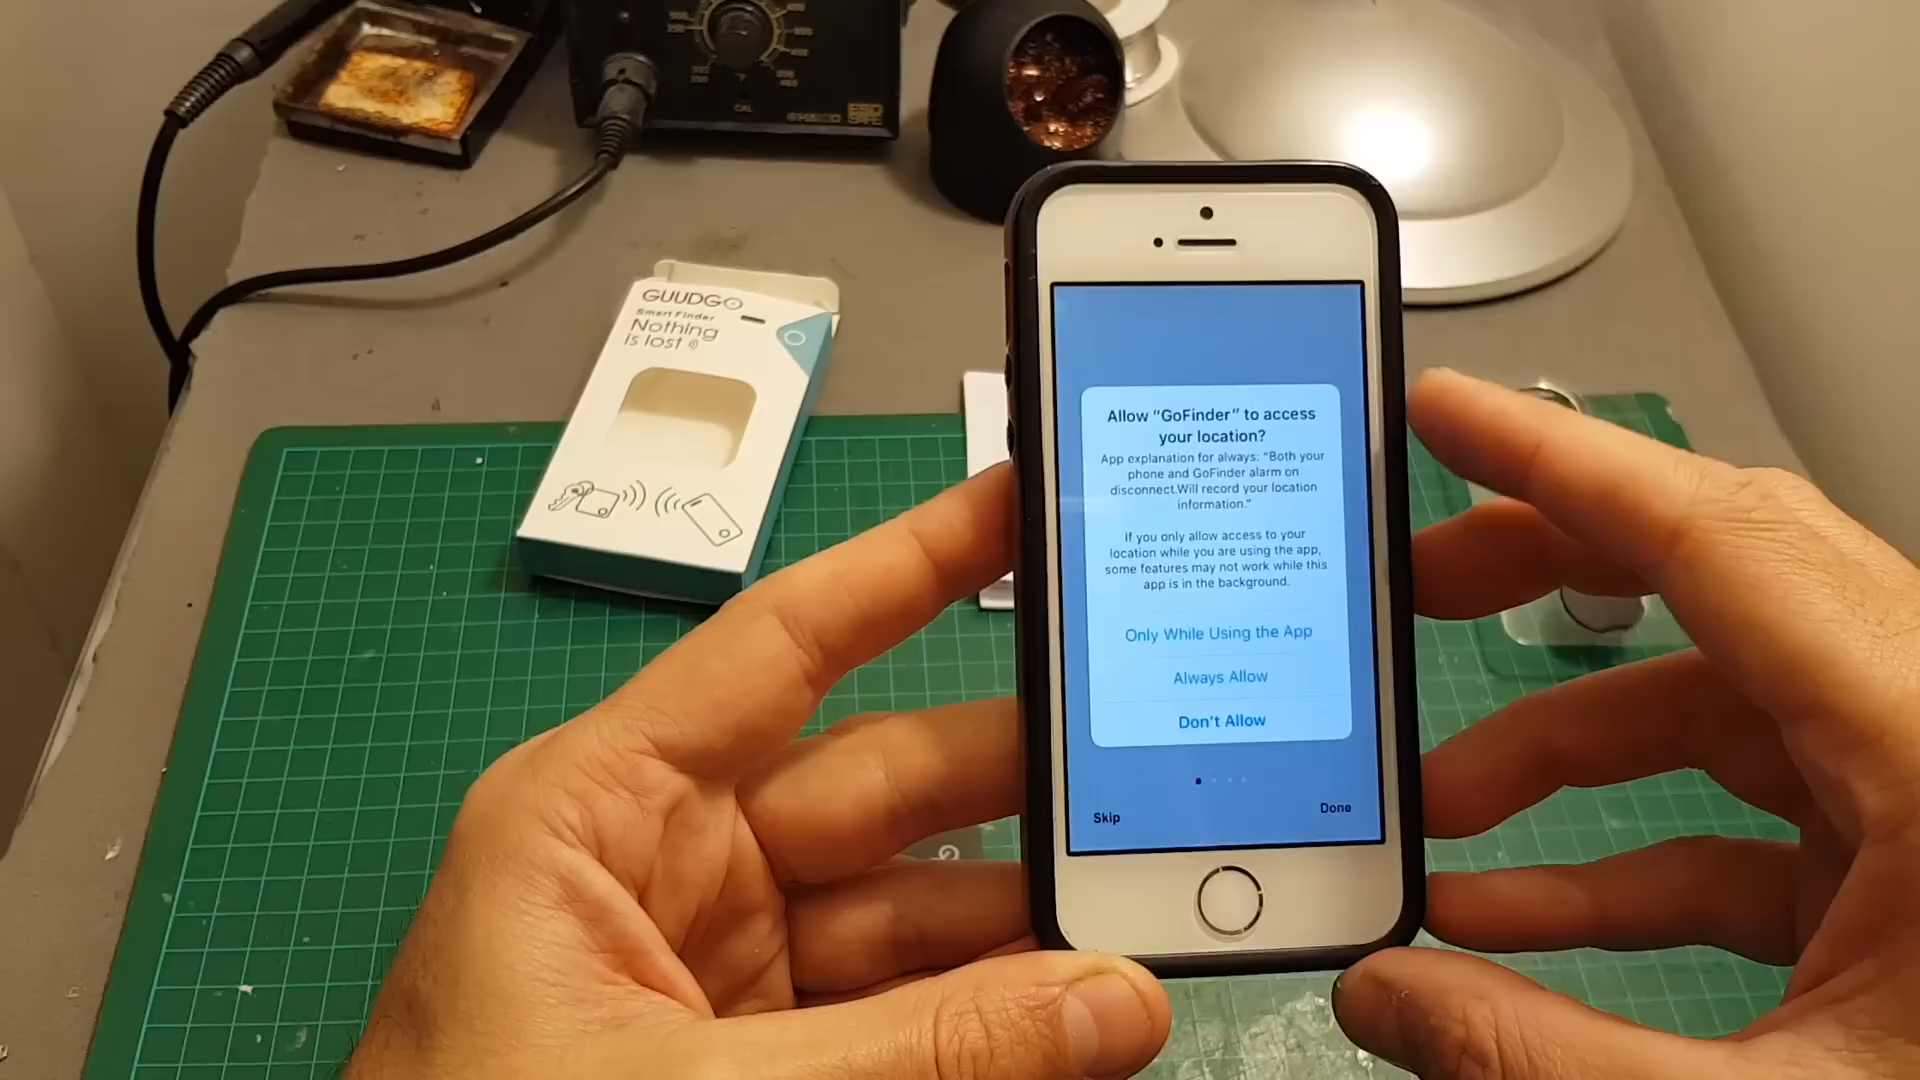 CAL
GUUDGO
Smart Finder
Nothing
is lost
Allow “GoFinder” to access
your location?
App explanation for always: “Both your
phone and GoFinder alarm on
disconnect.Will record your location
information.”
If you only allow access to your
location while you are using the app,
some features may not work while this
app is in the background.
Only While Using the App
Always Allow
Don’t Allow
Skip
Done